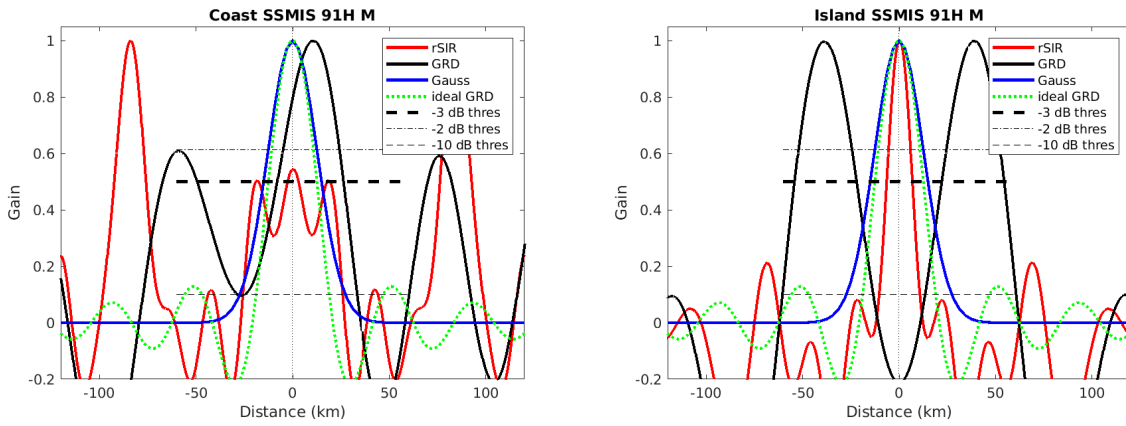 Coast SSMIS 91H M
1
0.8
0.6
0.4
0.2
0
-0.2
Gain
-100
-50
0
50
100
Distance (km)
rSIR
GRD
Gauss
ideal GRD
-3 dB thres
-2 dB thres
-10 dB thres
Island SSMIS 91H M
1
0.8
0.6
0.4
0.2
0
-0.2
Gain
-100
-50
0
50
100
Distance (km)
rSIR
GRD
Gauss
ideal GRD
-3 dB thres
-2 dB thres
-10 dB thres